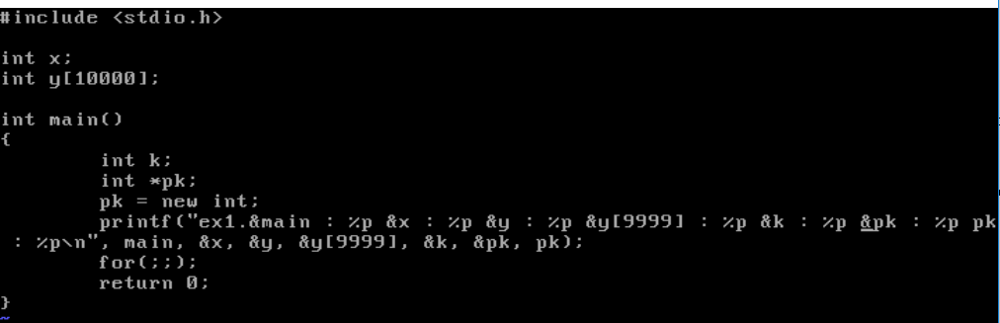 #include <stdio.h>

int x;
int y[10000];

int main()
{
        int k;
        int *pk;
        pk = new int;
        printf("ex1.&main : %p &x : %p &y : %p &y[9999] : %p &k : %p &pk : %p pk
 : %p\n", main, &x, &y, &y[9999], &k, &pk, pk);
        for(;;);
        return 0;
}
~